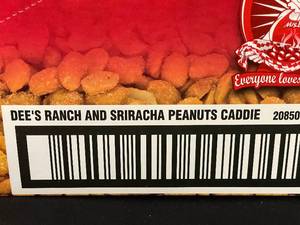 Everyone loves
DEE'S RANCH AND SRIRACHA PEANUTS CADDIE 20850